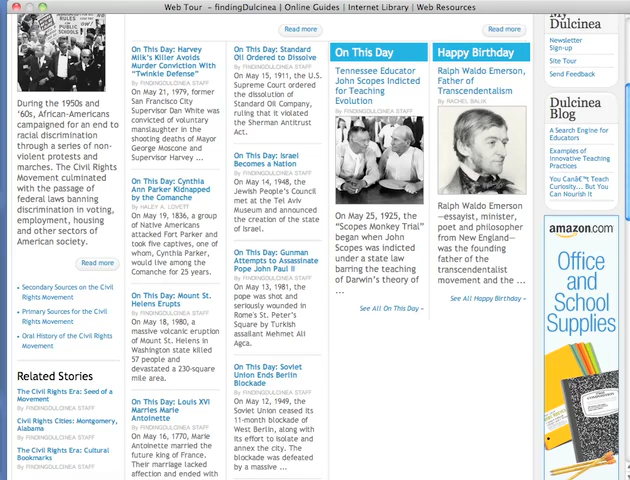 Web Tour - findingDulcinea | Online Guides | Internet Library | Web Resources
RULES ON
SCHOOLS
During the 1950s and
'60s, African-Americans
campaigned for an end to
racial discrimination
through a series of non-
violent protests and
marches. The Civil Rights
Movement culminated
with the passage of
federal laws banning
discrimination in voting,
employment, housing
and other sectors of
American society.
Read more
Secondary Sources on the Civil
Rights Movement
Primary Sources for the Civil
Rights Movement
Oral History of the Civil Rights
Movement
Related Stories
The Civil Rights Era: Seed of a
Movement
By FINDINGDULCINEA STAFF
Civil Rights Cities: Montgomery,
Alabama
By FINDINGDULCINEA STAFF
The Civil Rights Era: Cultural
Bookmarks
By FINDINGDULCINEA STAFF
On This Day: Harvey
Milk's Killer Avoids
Murder Conviction With
"Twinkie Defense"
By FINDINGDULCINEA STAFF
On May 21, 1979, former
San Francisco City
Supervisor Dan White was
convicted of voluntary
manslaughter in the
shooting deaths of Mayor
George Moscone and
Supervisor Harvey ...
On This Day: Cynthia
Ann Parker Kidnapped
by the Comanche
By HALEY A. LOVETT
On May 19, 1836, a group
of Native Americans
attacked Fort Parker and
took five captives, one of
whom, Cynthia Parker,
would live among the
Comanche for 25 years.
On This Day: Mount St.
Helens Erupts
By FINDINGDULCINEA STAFF
On May 18, 1980, a
massive volcanic eruption
of Mount St. Helens in
Washington state killed
57 people and
devastated a 230-square
mile area.
On This Day: Louis XVI
Marries Marie
Antoinette
By FINDINGDULCINEA STAFF
On May 16, 1770, Marie
Antoinette married the
future king of France.
Their marriage lacked
affection and ended with
Read more
On This Day: Standard
Oil Ordered to Dissolve
By FINDINGDULCINEA STAFF
On May 15, 1911, the U.S.
Supreme Court ordered
the dissolution of
Standard Oil Company,
ruling that it violated
the Sherman Antitrust
Act.
On This Day: Israel
Becomes a Nation
By FINDINGDULCINEA STAFF
On May 14, 1948, the
Jewish People's Council
met at the Tel Aviv
Museum and announced
the creation of the state
of Israel.
On This Day: Gunman
Attempts to Assassinate
Pope John Paul II
By FINDINGDULCINEA STAFF
On May 13, 1981, the
pope was shot and
seriously wounded in
Rome's St. Peter's
Square by Turkish
assailant Mehmet Ali
Agca.
On This Day: Soviet
Union Ends Berlin
Blockade
By FINDINGDULCINEA STAFF
On May 12, 1949, the
Soviet Union ceased its
11-month blockade of
West Berlin, along with
its effort to isolate and
annex the city. The
blockade was defeated
by a massive ...
On This Day
Tennessee Educator
John Scopes Indicted
for Teaching
Evolution
By FINDINGDULCINEA STAFF
On May 25, 1925, the
"Scopes Monkey Trial"
began when John
Scopes was indicted
under a state law
barring the teaching
of Darwin's theory of
...
See All On This Day »
Read more
Happy Birthday
Ralph Waldo Emerson,
Father of
Transcendentalism
By RACHEL BALIK
Ralph Waldo Emerson
—essayist, minister,
poet and philosopher
from New England—
was the founding
father of the
transcendentalist
movement and the ...
See All Happy Birthday »
My
Dulcinea
Newsletter
Sign-up
Site Tour
Send Feedback
Dulcinea
Blog
A Search Engine for
Educators
Examples of
Innovative Teaching
Practices
You Canâ€™t Teach
Curiosity... But You
Can Nourish It
amazon.com
Office
and
School
Supplies